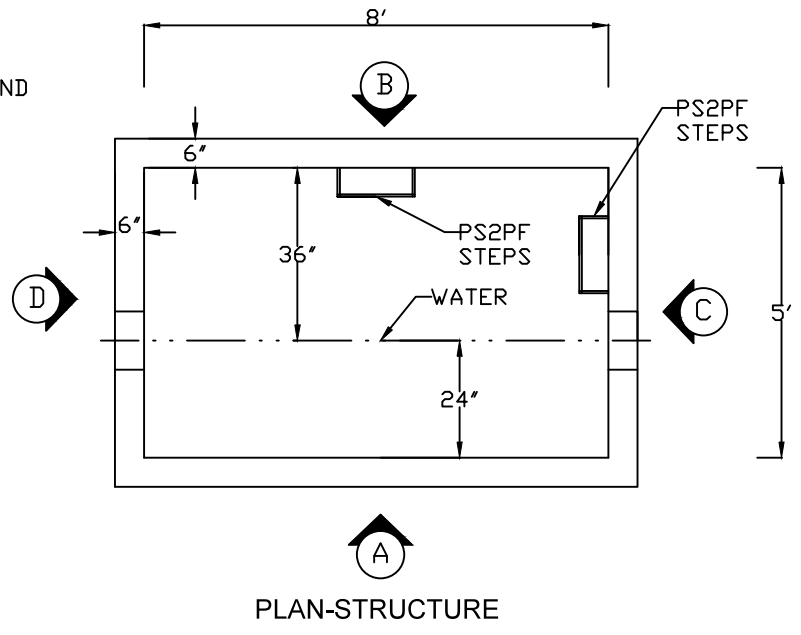 8'
ND
B
PS2PF
STEPS
6"
6"
36"
PS2PF
STEPS
D
WATER
C
5'
24"
A
PLAN-STRUCTURE